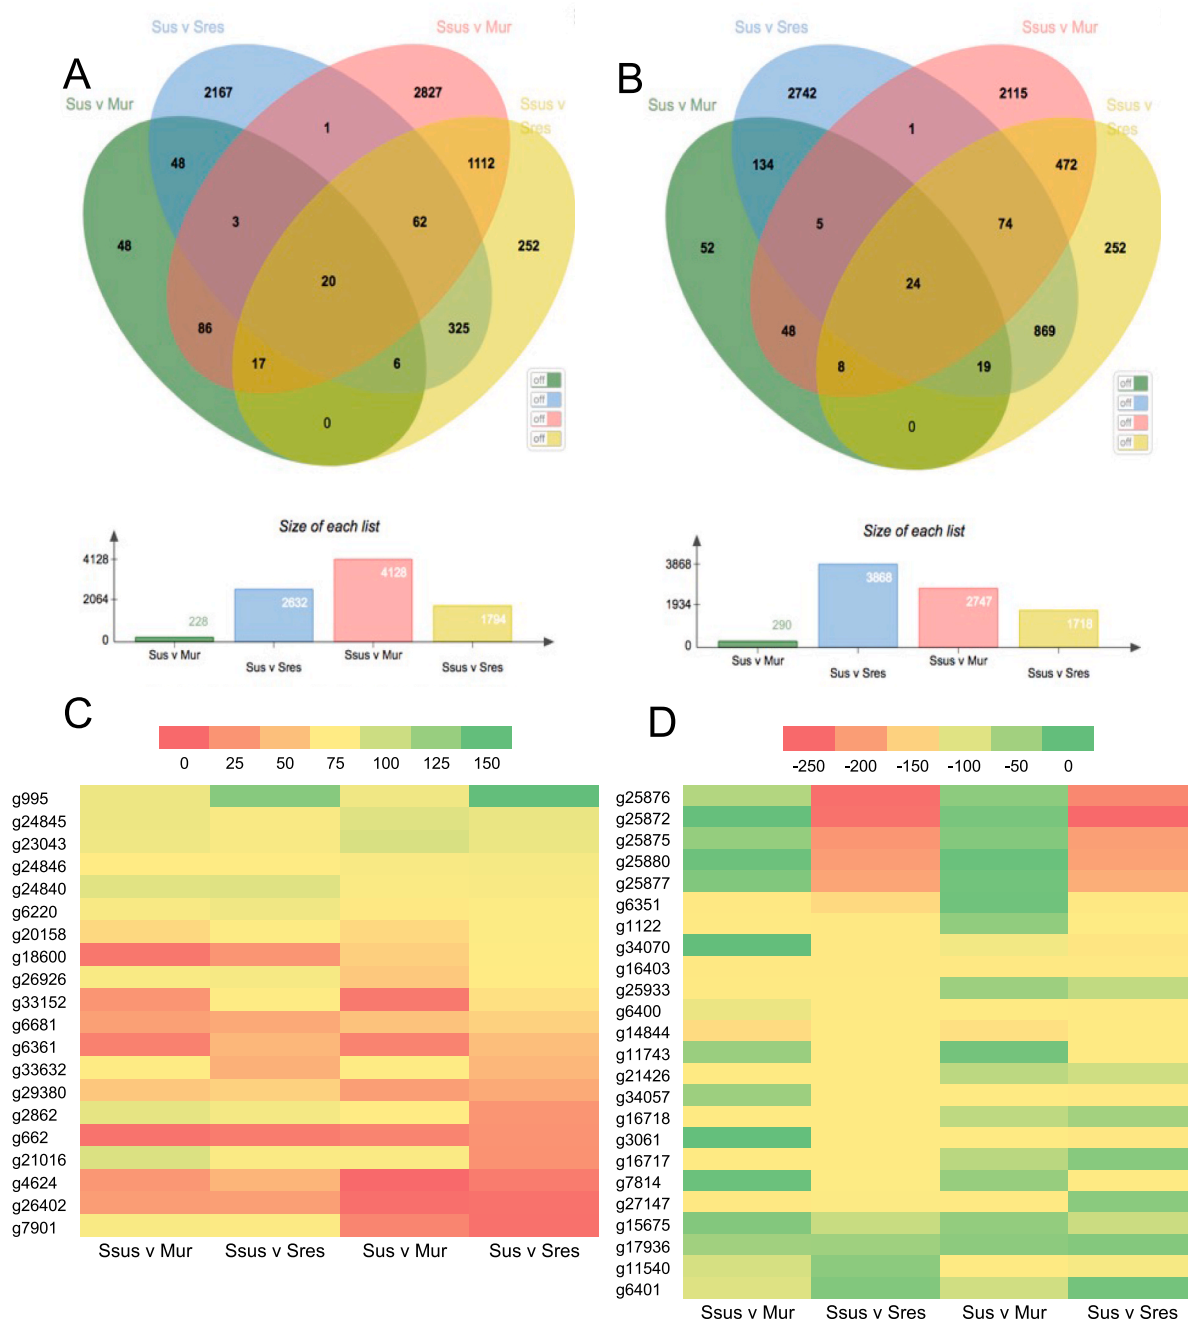 A
Sus v Sres
Ssus v Mur
Sus v Mur
Ssus v
Sres
2167
2827
1
48
1112
3
62
48
252
20
86
325
17
6
0
off
off
off
off
B
Sus v Sres
Ssus v Mur
Sus v Mur
Ssus v
Sres
2742
2115
1
134
472
5
74
52
252
24
48
869
8
19
0
off
off
off
off
Size of each list
4128
2064
0
228
2632
4128
1794
Sus v Mur
Sus v Sres
Ssus v Mur
Ssus v Sres
Size of each list
3868
1934
0
290
3868
2747
1718
Sus v Mur
Sus v Sres
Ssus v Mur
Ssus v Sres
C
0 25 50 75 100 125 150
g995
g24845
g23043
g24846
g24840
g6220
g20158
g18600
g26926
g33152
g6681
g6361
g33632
g29380
g2862
g662
g21016
g4624
g26402
g7901
Ssus v Mur Ssus v Sres Sus v Mur Sus v Sres
D
-250 -200 -150 -100 -50 0
g25876
g25872
g25875
g25880
g25877
g6351
g1122
g34070
g16403
g25933
g6400
g14844
g11743
g21426
g34057
g16718
g3061
g16717
g7814
g27147
g15675
g17936
g11540
g6401
Ssus v Mur Ssus v Sres Sus v Mur Sus v Sres